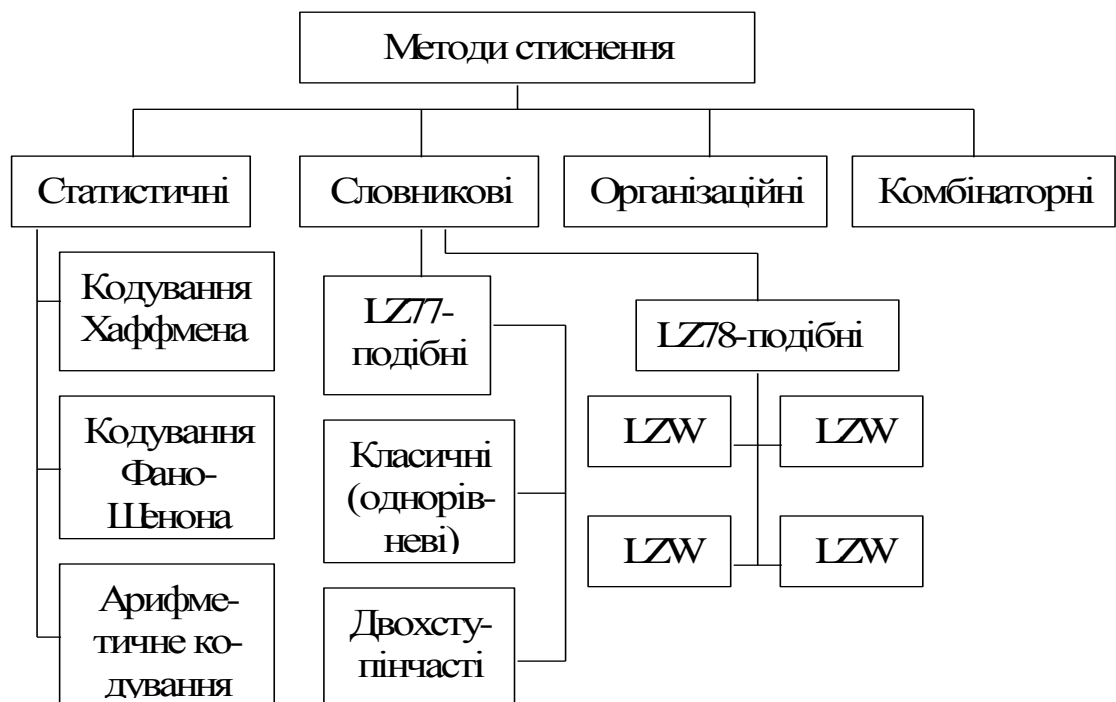 Методи стиснення
Статистичні
Словникові
Організаційні
Комбінаторні
Кодування
Хаффмена
Кодування
Фано-
Шенона
Арифме-
тичне ко-
дування
LZ77-
подібні
Класичні
(однорів-
неві)
Двохсту-
пінчасті
LZ78-подібні
LZW
LZW
LZW
LZW